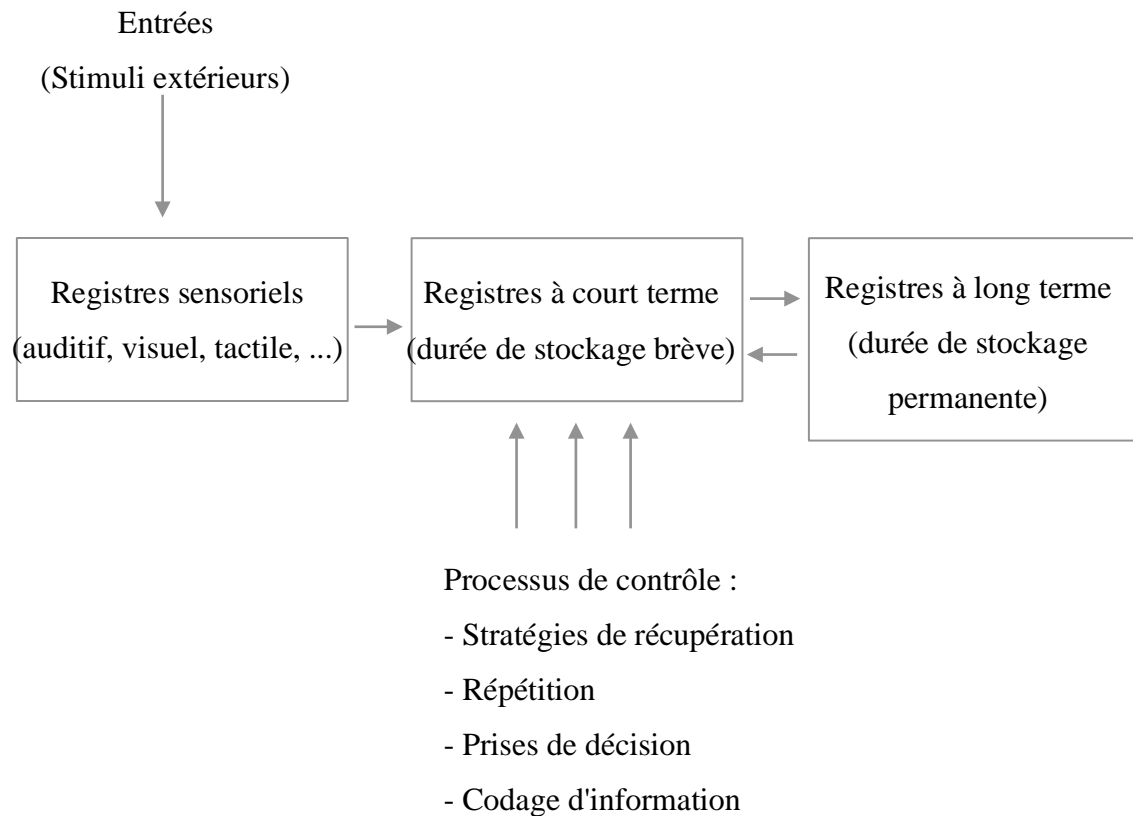 Entrées
(Stimuli extérieurs)
Registres sensoriels
(auditif, visuel, tactile, ...)
Registres à court terme
(durée de stockage brève)
Registres à long terme
(durée de stockage
permanente)
Processus de contrôle :
- Stratégies de récupération
- Répétition
- Prises de décision
- Codage d'information